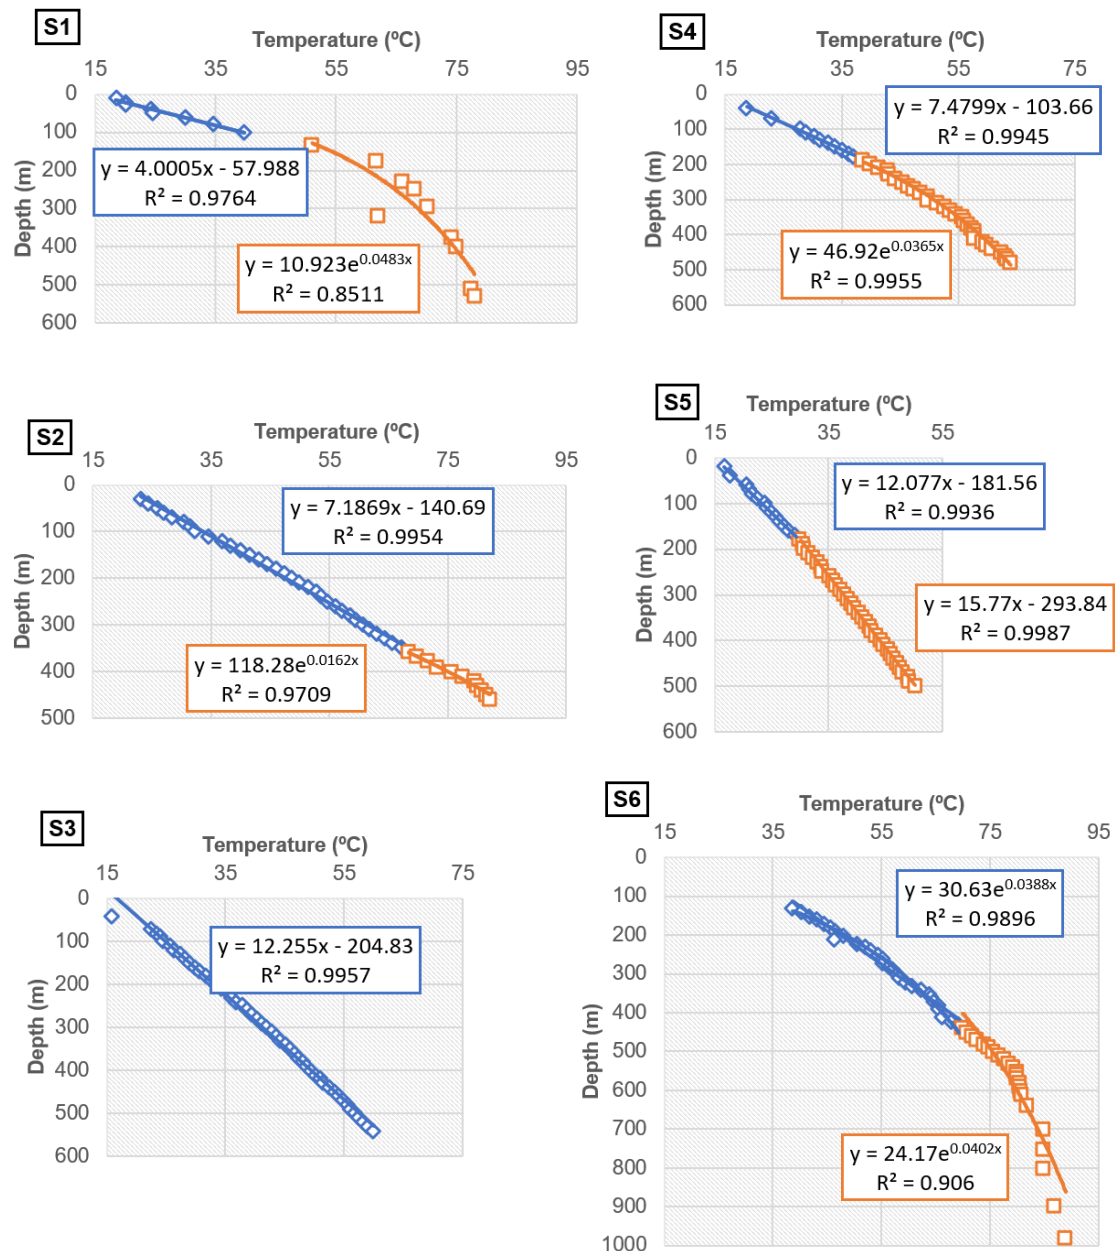 S1
Temperature (ºC)
15 35 55 75 95
0
100
200
300
400
500
600
Depth (m)
y = 4.0005x - 57.988
R² = 0.9764
y = 10.923e^0.0483x
R² = 0.8511
S4
Temperature (ºC)
15 35 55 75
0
100
200
300
400
500
600
Depth (m)
y = 7.4799x - 103.66
R² = 0.9945
y = 46.92e^0.0365x
R² = 0.9955
S2
Temperature (ºC)
15 35 55 75 95
0
100
200
300
400
500
Depth (m)
y = 7.1869x - 140.69
R² = 0.9954
y = 118.28e^0.0162x
R² = 0.9709
S5
Temperature (ºC)
15 35 55
0
100
200
300
400
500
600
Depth (m)
y = 12.077x - 181.56
R² = 0.9936
y = 15.77x - 293.84
R² = 0.9987
S3
Temperature (ºC)
15 35 55 75
0
100
200
300
400
500
600
Depth (m)
y = 12.255x - 204.83
R² = 0.9957
S6
Temperature (ºC)
15 35 55 75 95
0
100
200
300
400
500
600
700
800
900
1000
Depth (m)
y = 30.63e^0.0388x
R² = 0.9896
y = 24.17e^0.0402x
R² = 0.906